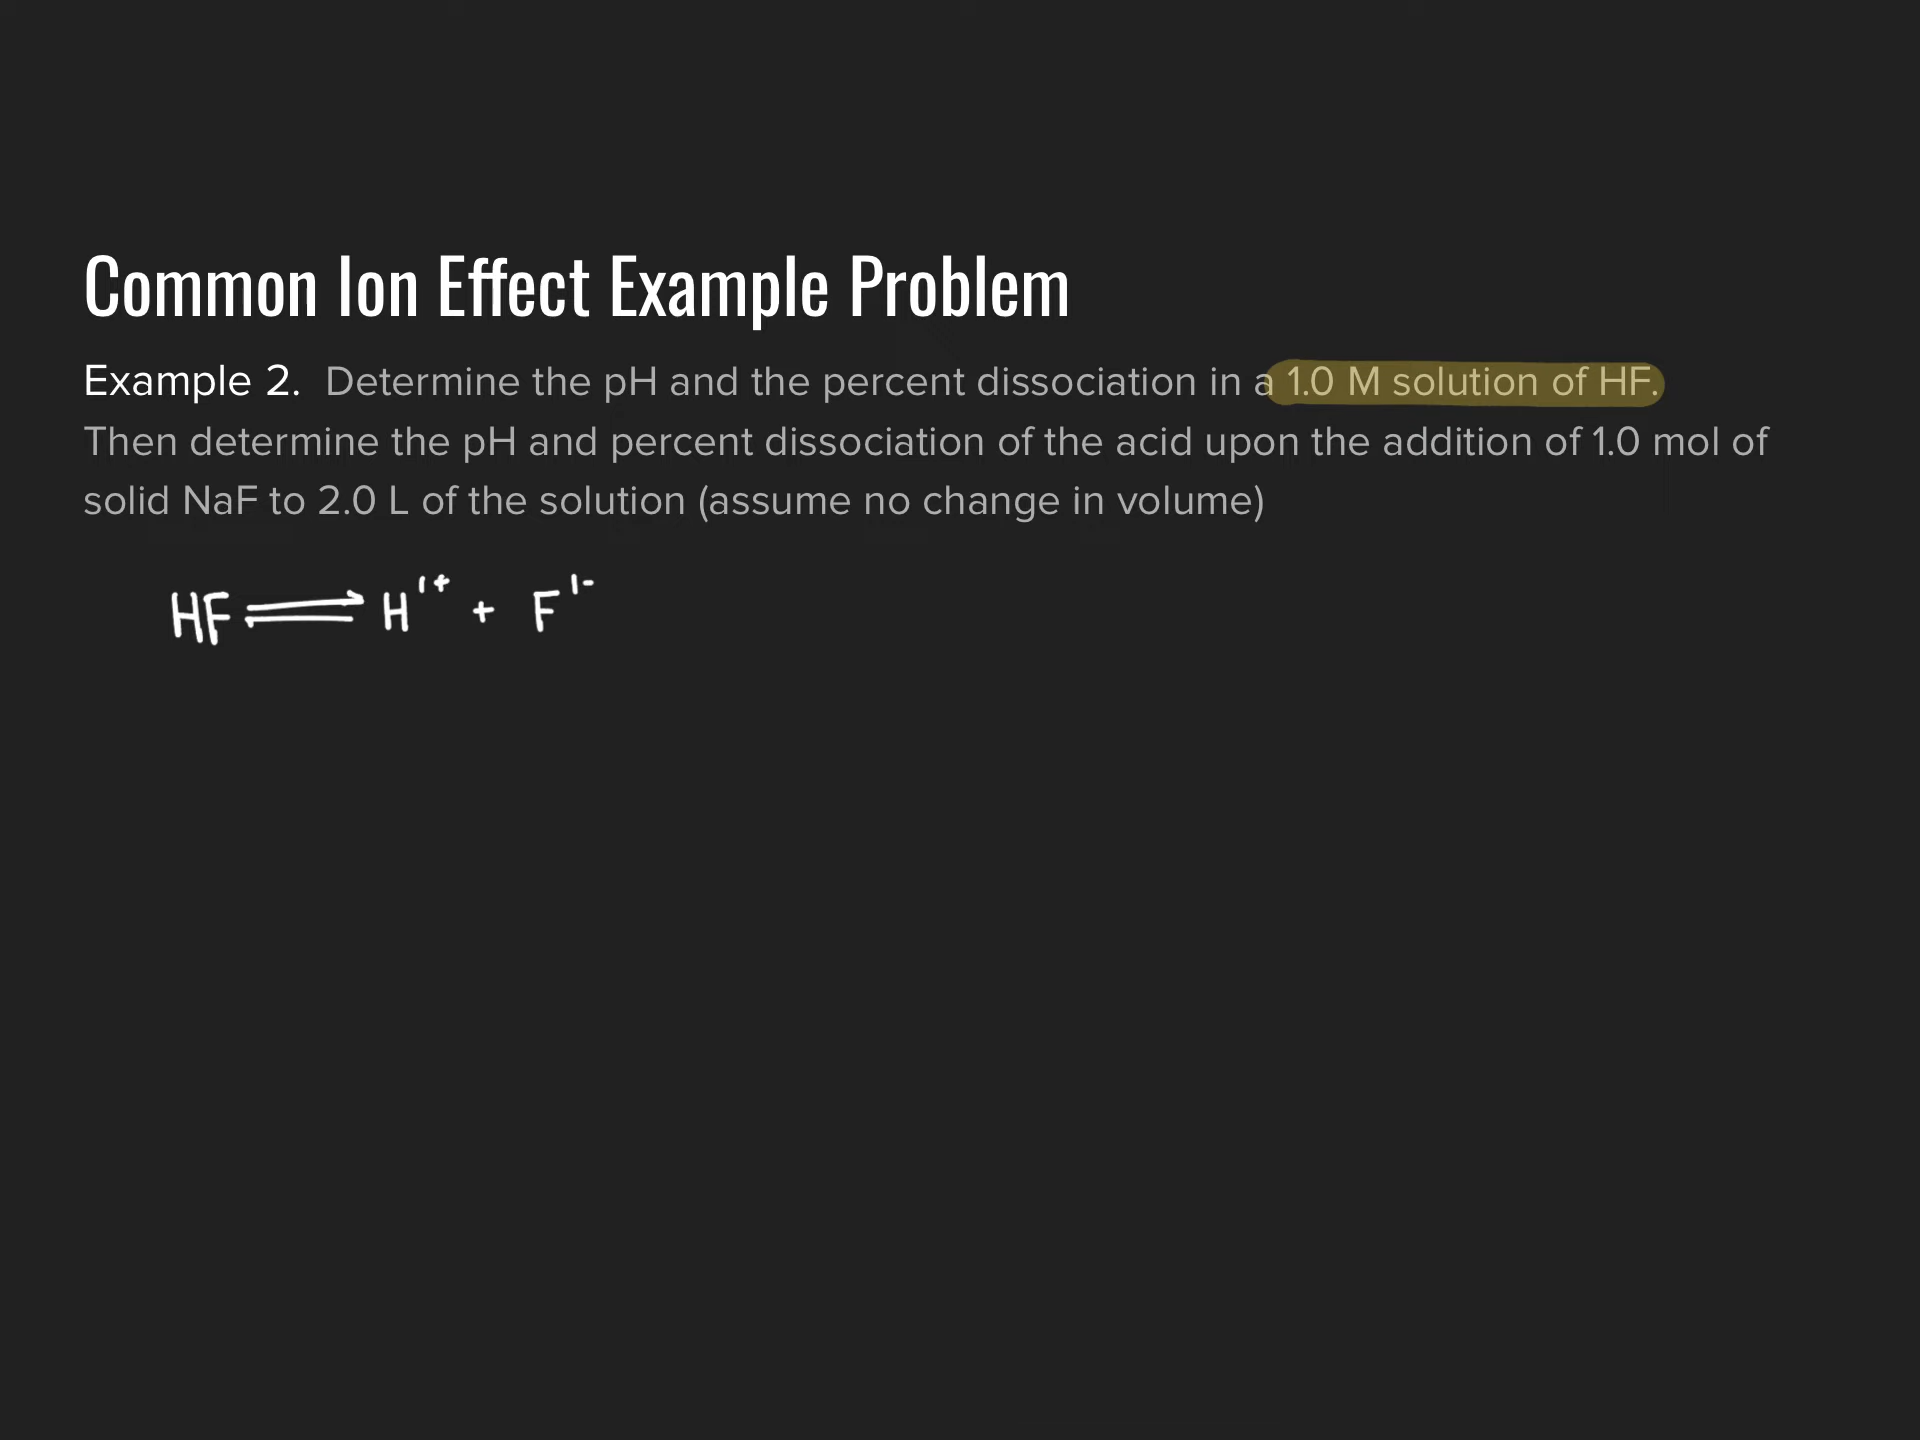 Common Ion Effect Example Problem
Example 2. Determine the pH and the percent dissociation in a 1.0 M solution of HF.
Then determine the pH and percent dissociation of the acid upon the addition of 1.0 mol of
solid NaF to 2.0 L of the solution (assume no change in volume)
HF ⇌ H¹⁺ + F¹⁻